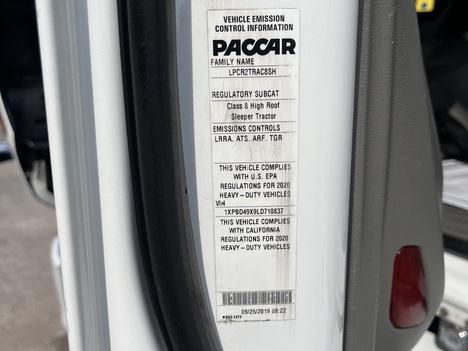 VEHICLE EMISSION
CONTROL INFORMATION
PACCAR
FAMILY NAME
LPCR2TRAC8SH
REGULATORY SUBCAT
Class 8 High Roof
Sleeper Tractor
EMISSIONS CONTROLS
LRRA, ATS, ARF, TGR
THIS VEHICLE COMPLIES
WITH U.S. EPA
REGULATIONS FOR 2020
HEAVY-DUTY VEHICLES
VIN
1XPBD49X9LD710837
THIS VEHICLE COMPLIES
WITH CALIFORNIA
REGULATIONS FOR 2020
HEAVY-DUTY VEHICLES
09/25/2019 08:22